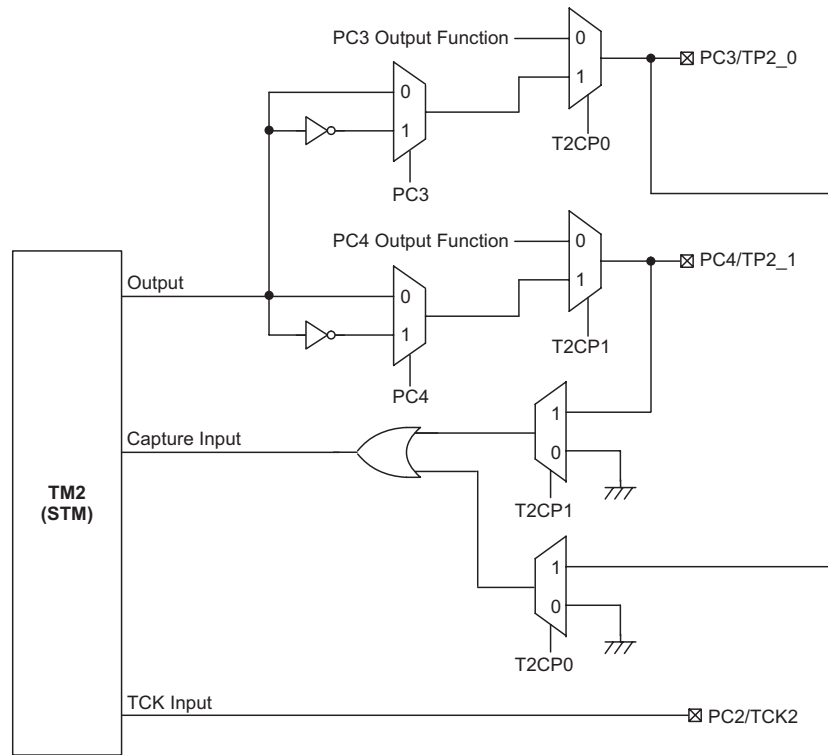 PC3 Output Function
0
1
T2CP0
PC3/TP2_0
0
1
PC3
PC4 Output Function
0
1
T2CP1
PC4/TP2_1
Output
0
1
PC4
Capture Input
1
0
T2CP1
TM2
(STM)
1
0
T2CP0
TCK Input
PC2/TCK2